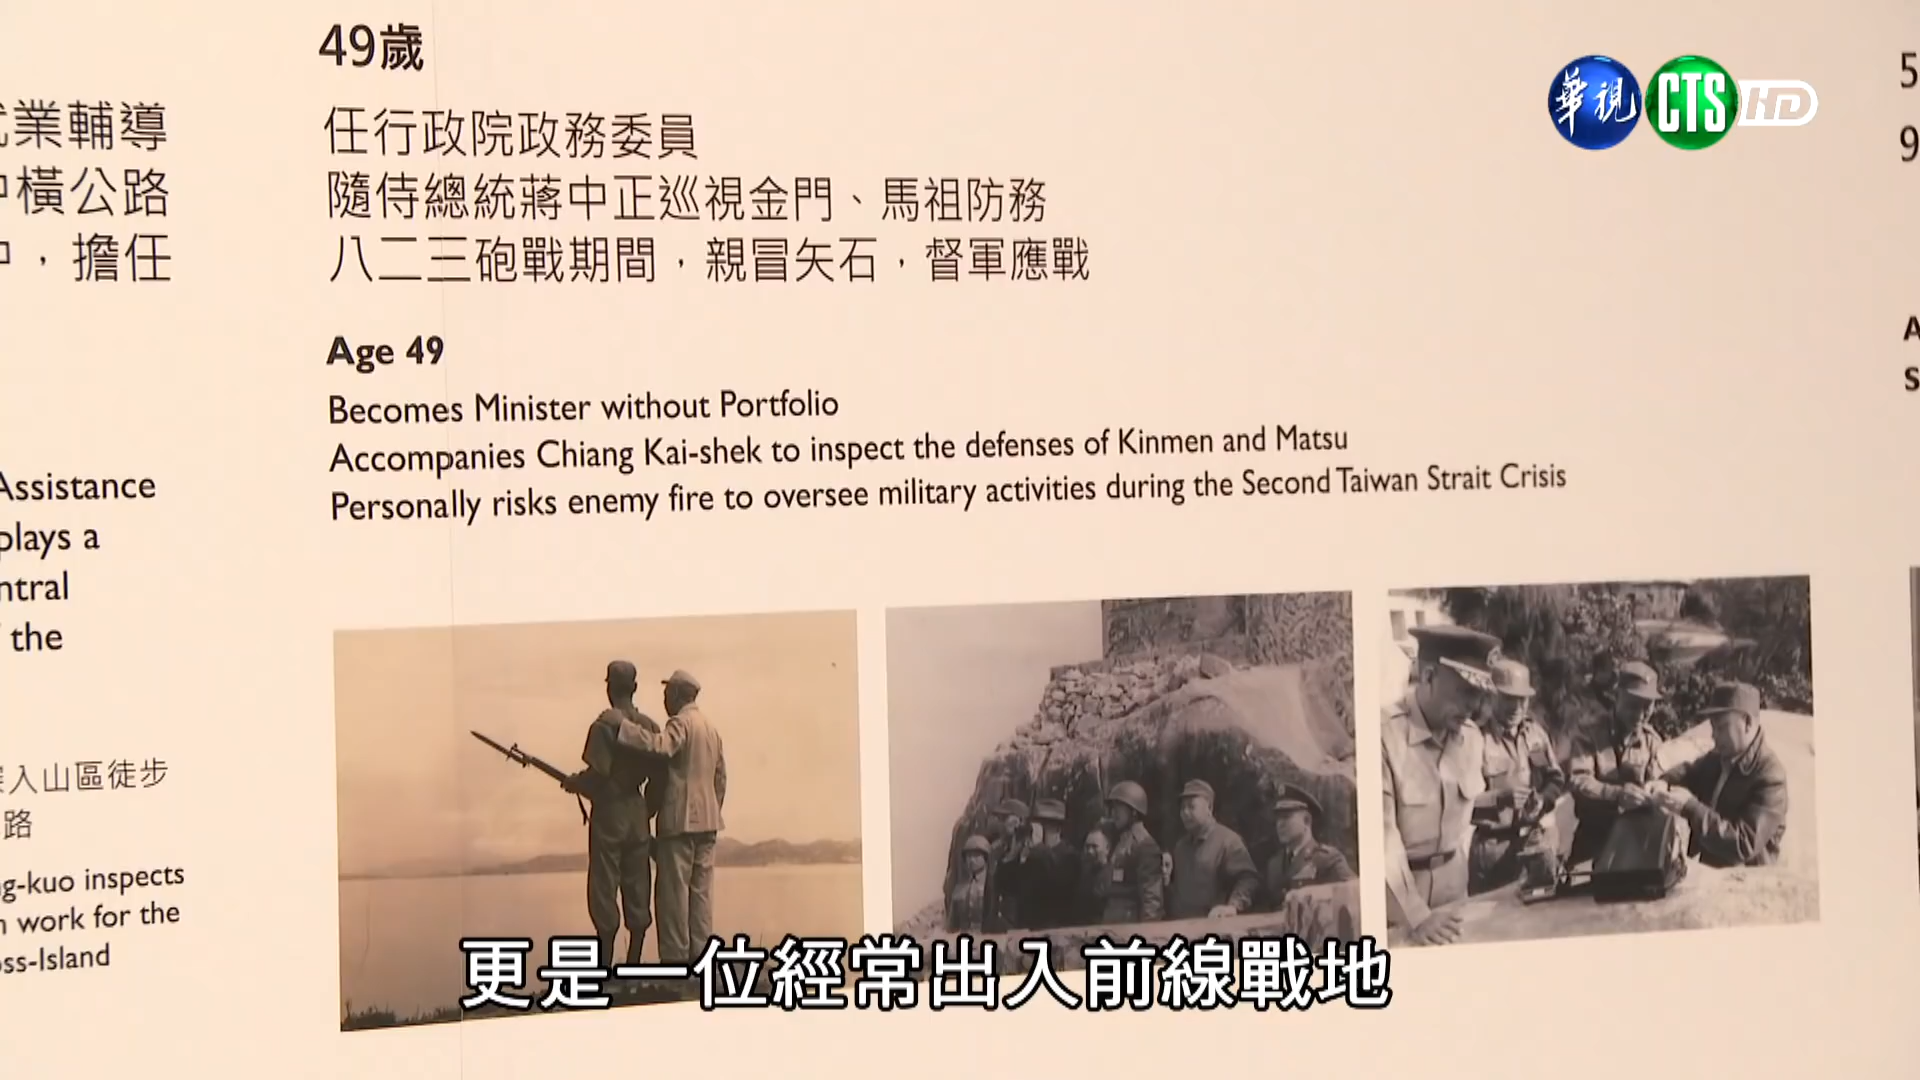 49歲
任行政院政務委員
隨侍總統蔣中正巡視金門、馬祖防務
八二三砲戰期間，親冒矢石，督軍應戰
Age 49
Becomes Minister without Portfolio
Accompanies Chiang Kai-shek to inspect the defenses of Kinmen and Matsu
Personally risks enemy fire to oversee military activities during the Second Taiwan Strait Crisis
業輔導
橫公路
，擔任
Assistance
plays a
ntral
the
入山區徒步
路
g-kuo inspects
work for the
ss-Island
華視 CTS HD
5
9
更是一位經常出入前線戰地